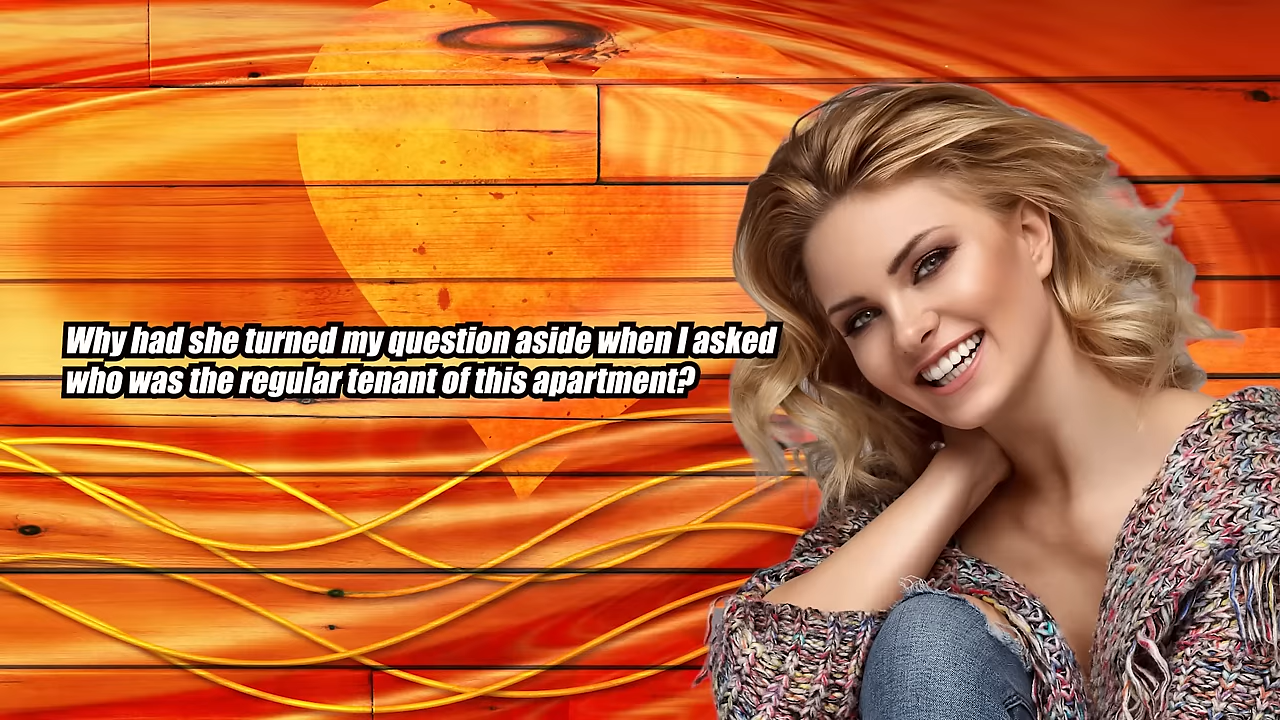 Why had she turned my question aside when I asked
who was the regular tenant of this apartment?